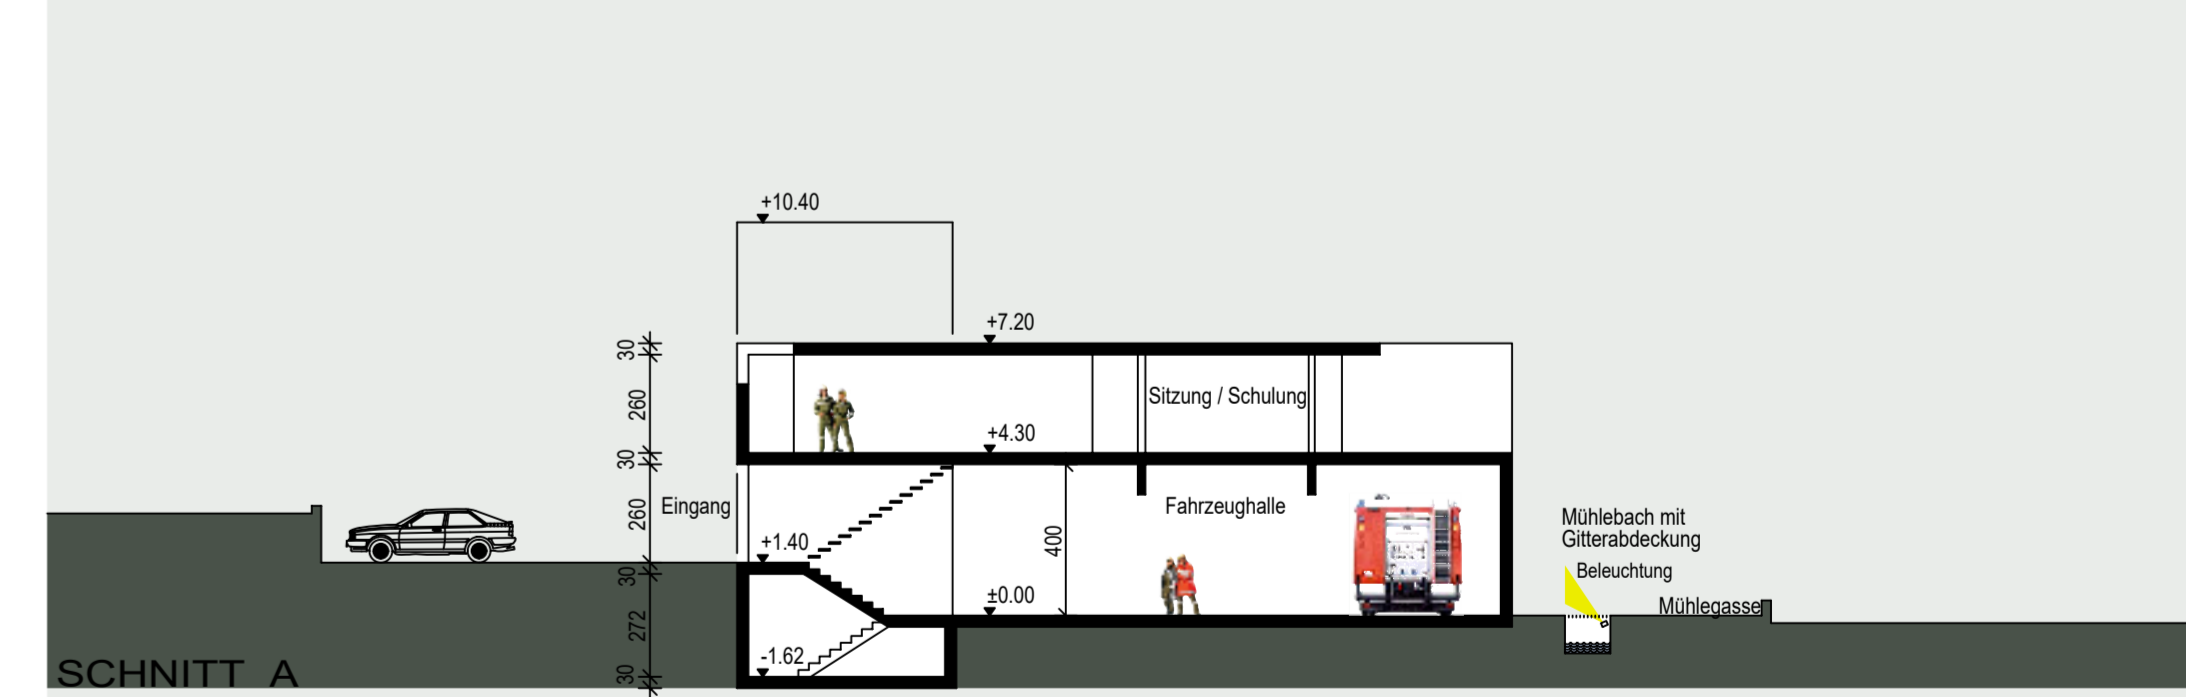 +10.40
+7.20
30
260
Sitzung / Schulung
+4.30
30
260
Eingang
Fahrzeughalle
+1.40
400
Mühlebach mit
Gitterabdeckung
Beleuchtung
30
±0.00
Mühlegasse
272
-1.62
30
SCHNITT A